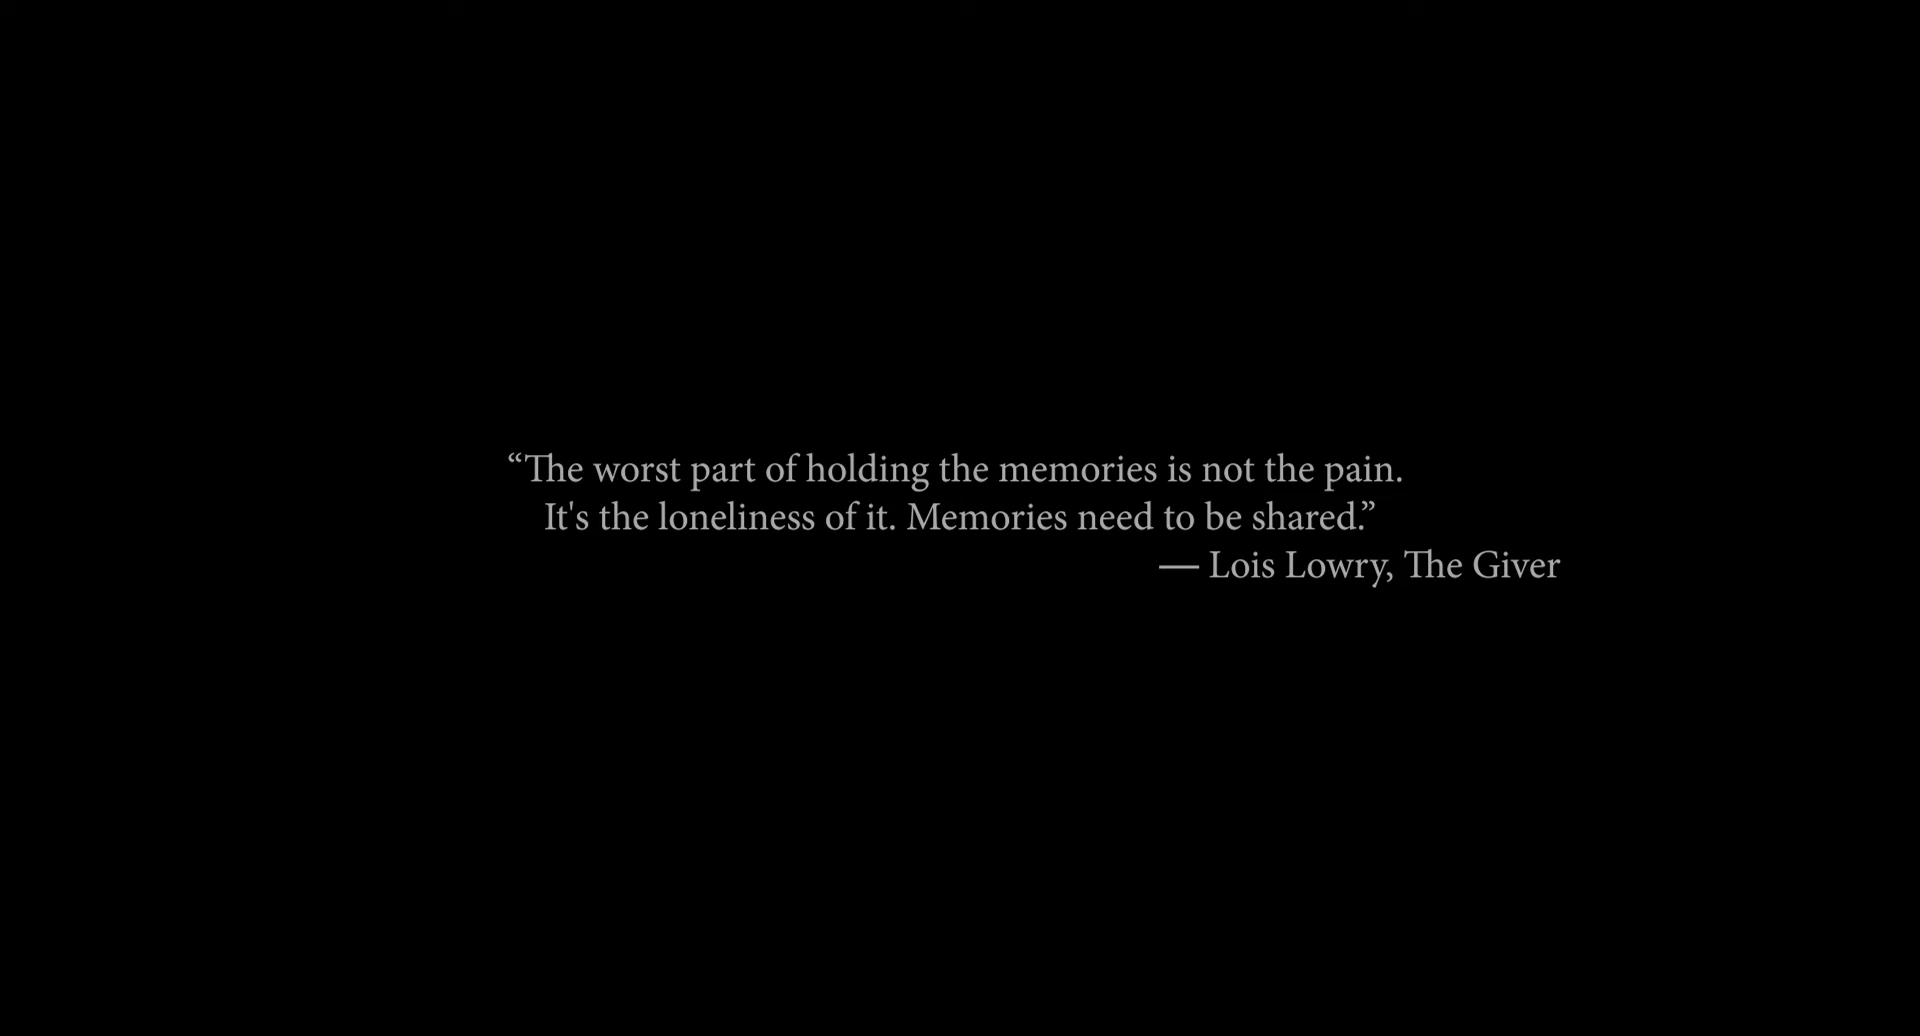 “The worst part of holding the memories is not the pain.
It's the loneliness of it. Memories need to be shared.”
— Lois Lowry, The Giver